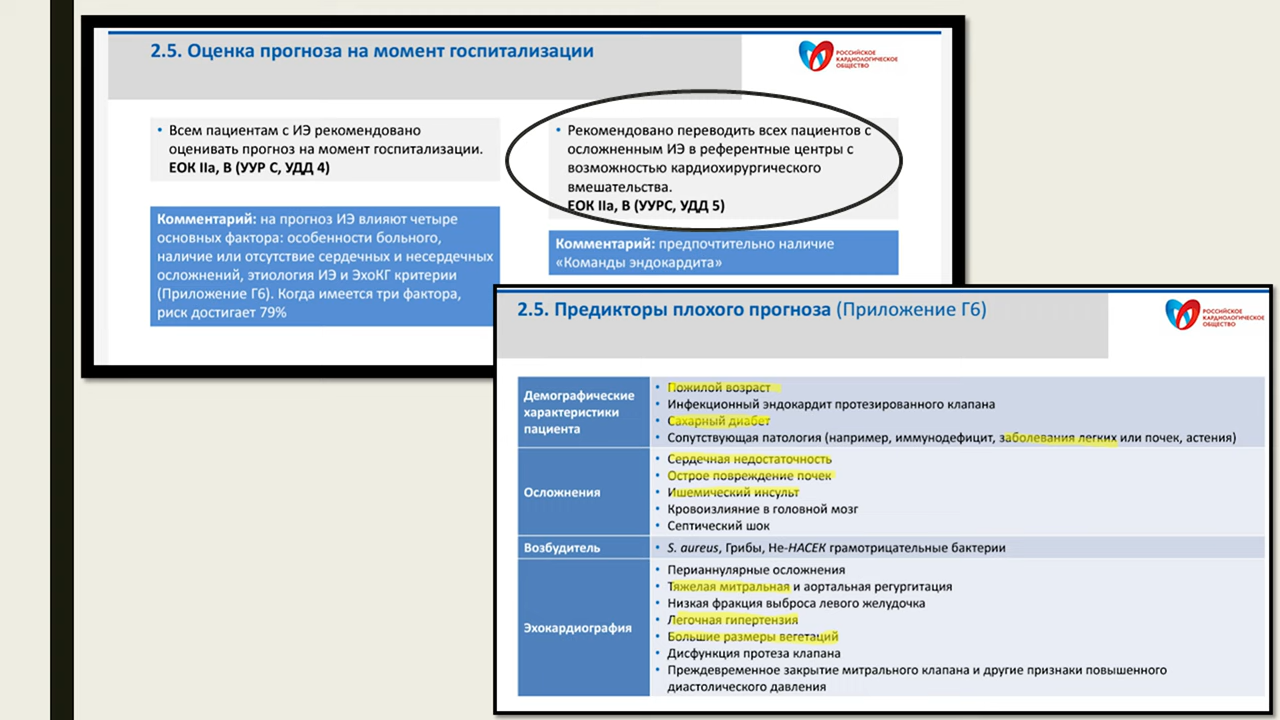 2.5. Оценка прогноза на момент госпитализации
РОССИЙСКОЕ
КАРДИОЛОГИЧЕСКОЕ
ОБЩЕСТВО
• Всем пациентам с ИЭ рекомендовано
оценивать прогноз на момент госпитализации.
ЕОК IIa, B (УУР C, УДД 4)
Комментарий: на прогноз ИЭ влияют четыре
основных фактора: особенности больного,
наличие или отсутствие сердечных и несердечных
осложнений, этиология ИЭ и ЭхоКГ критерии
(Приложение Г6). Когда имеется три фактора,
риск достигает 79%
• Рекомендовано переводить всех пациентов с
осложненным ИЭ в референтные центры с
возможностью кардиохирургического
вмешательства.
ЕОК IIa, B (УУРC, УДД 5)
Комментарий: предпочтительно наличие
«Команды эндокардита»
2.5. Предикторы плохого прогноза (Приложение Г6)
РОССИЙСКОЕ
КАРДИОЛОГИЧЕСКОЕ
ОБЩЕСТВО
Демографические
характеристики
пациента
• Пожилой возраст
• Инфекционный эндокардит протезированного клапана
• Сахарный диабет
• Сопутствующая патология (например, иммунодефицит, заболевания легких или почек, астения)
Осложнения
• Сердечная недостаточность
• Острое повреждение почек
• Ишемический инсульт
• Кровоизлияние в головной мозг
• Септический шок
Возбудитель
• S. aureus, Грибы, Не-HACEK грамотрицательные бактерии
Эхокардиография
• Перианнулярные осложнения
• Тяжелая митральная и аортальная регургитация
• Низкая фракция выброса левого желудочка
• Легочная гипертензия
• Большие размеры вегетаций
• Дисфункция протеза клапана
• Преждевременное закрытие митрального клапана и другие признаки повышенного
диастолического давления